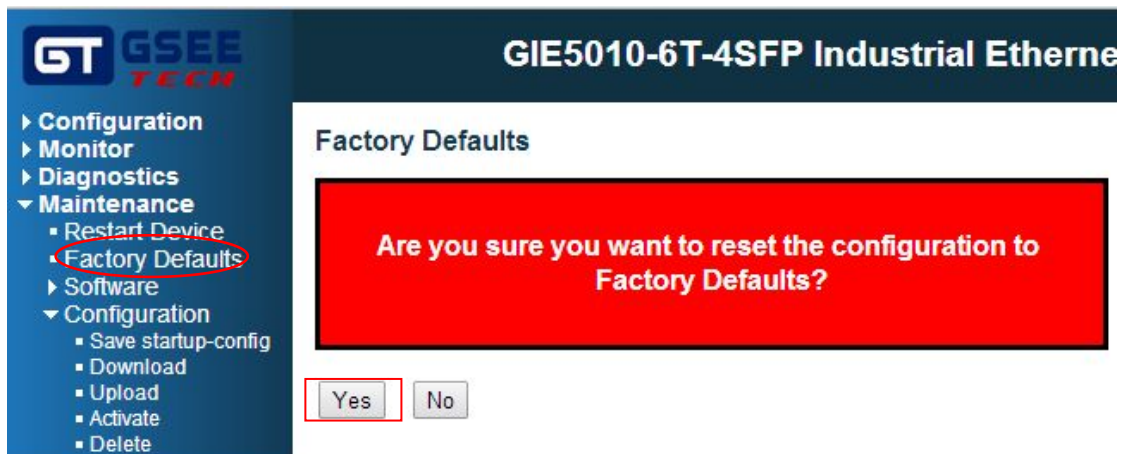 GT GSEE
TECH
GIE5010-6T-4SFP Industrial Etherne
Configuration
Monitor
Diagnostics
Maintenance
Restart Device
Factory Defaults
Software
Configuration
Save startup-config
Download
Upload
Activate
Delete
Factory Defaults
Are you sure you want to reset the configuration to
Factory Defaults?
Yes No